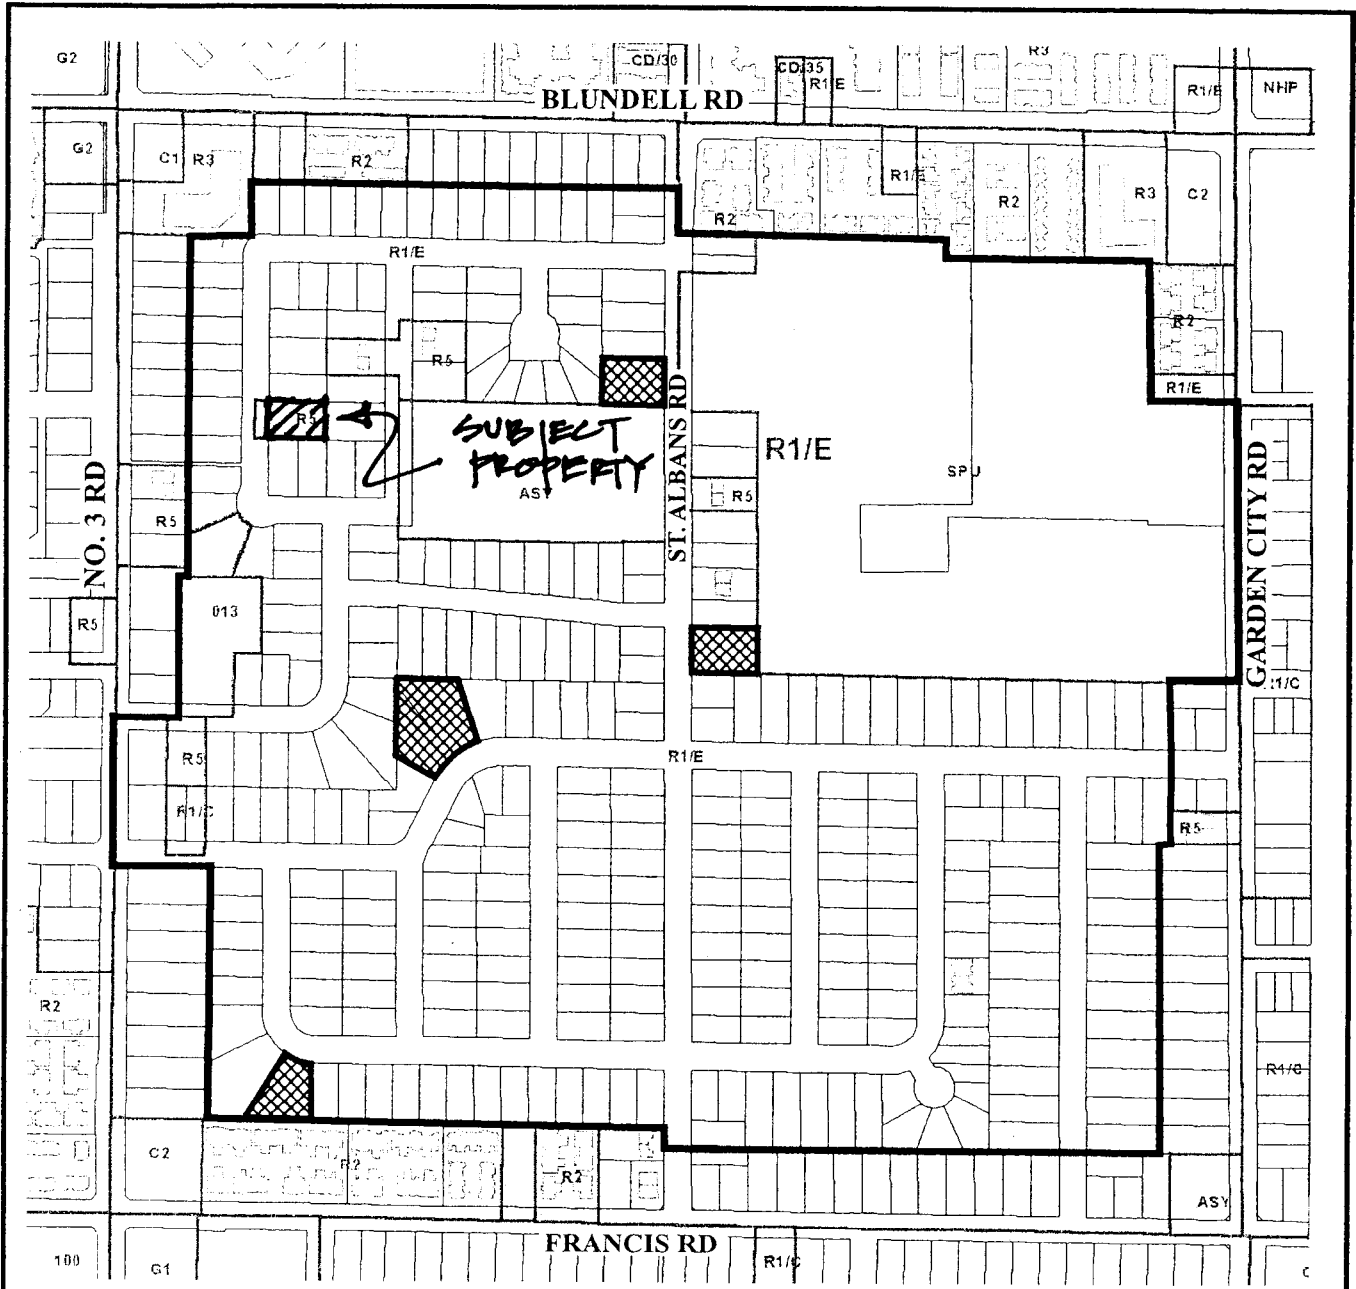 G2
CD/30
R3
CD/35
R1/E
R1/E
NHP
BLUNDELL RD
G2
C1
R3
R2
R1/E
R2
R3
C2
R2
R1/E
R2
R5
R1/E
R5
SUBJECT
PROPERTY
ST. ALBANS RD
R1/E
SPU
ASY
R5
NO. 3 RD
R5
GARDEN CITY RD
013
R5
R1/C
R5
R1/E
R1/C
R5
R2
R1/C
C2
R2
R2
ASY
FRANCIS RD
100
G1
R1/C